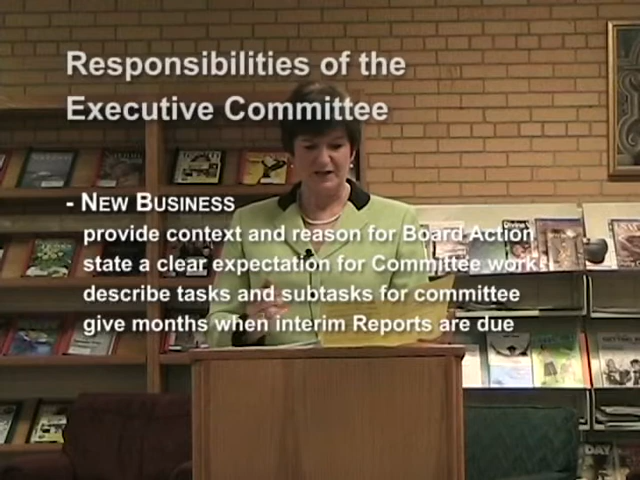 Responsibilities of the
Executive Committee
- NEW BUSINESS
provide context and reason for Board Action
state a clear expectation for Committee work
describe tasks and subtasks for committee
give months when interim Reports are due